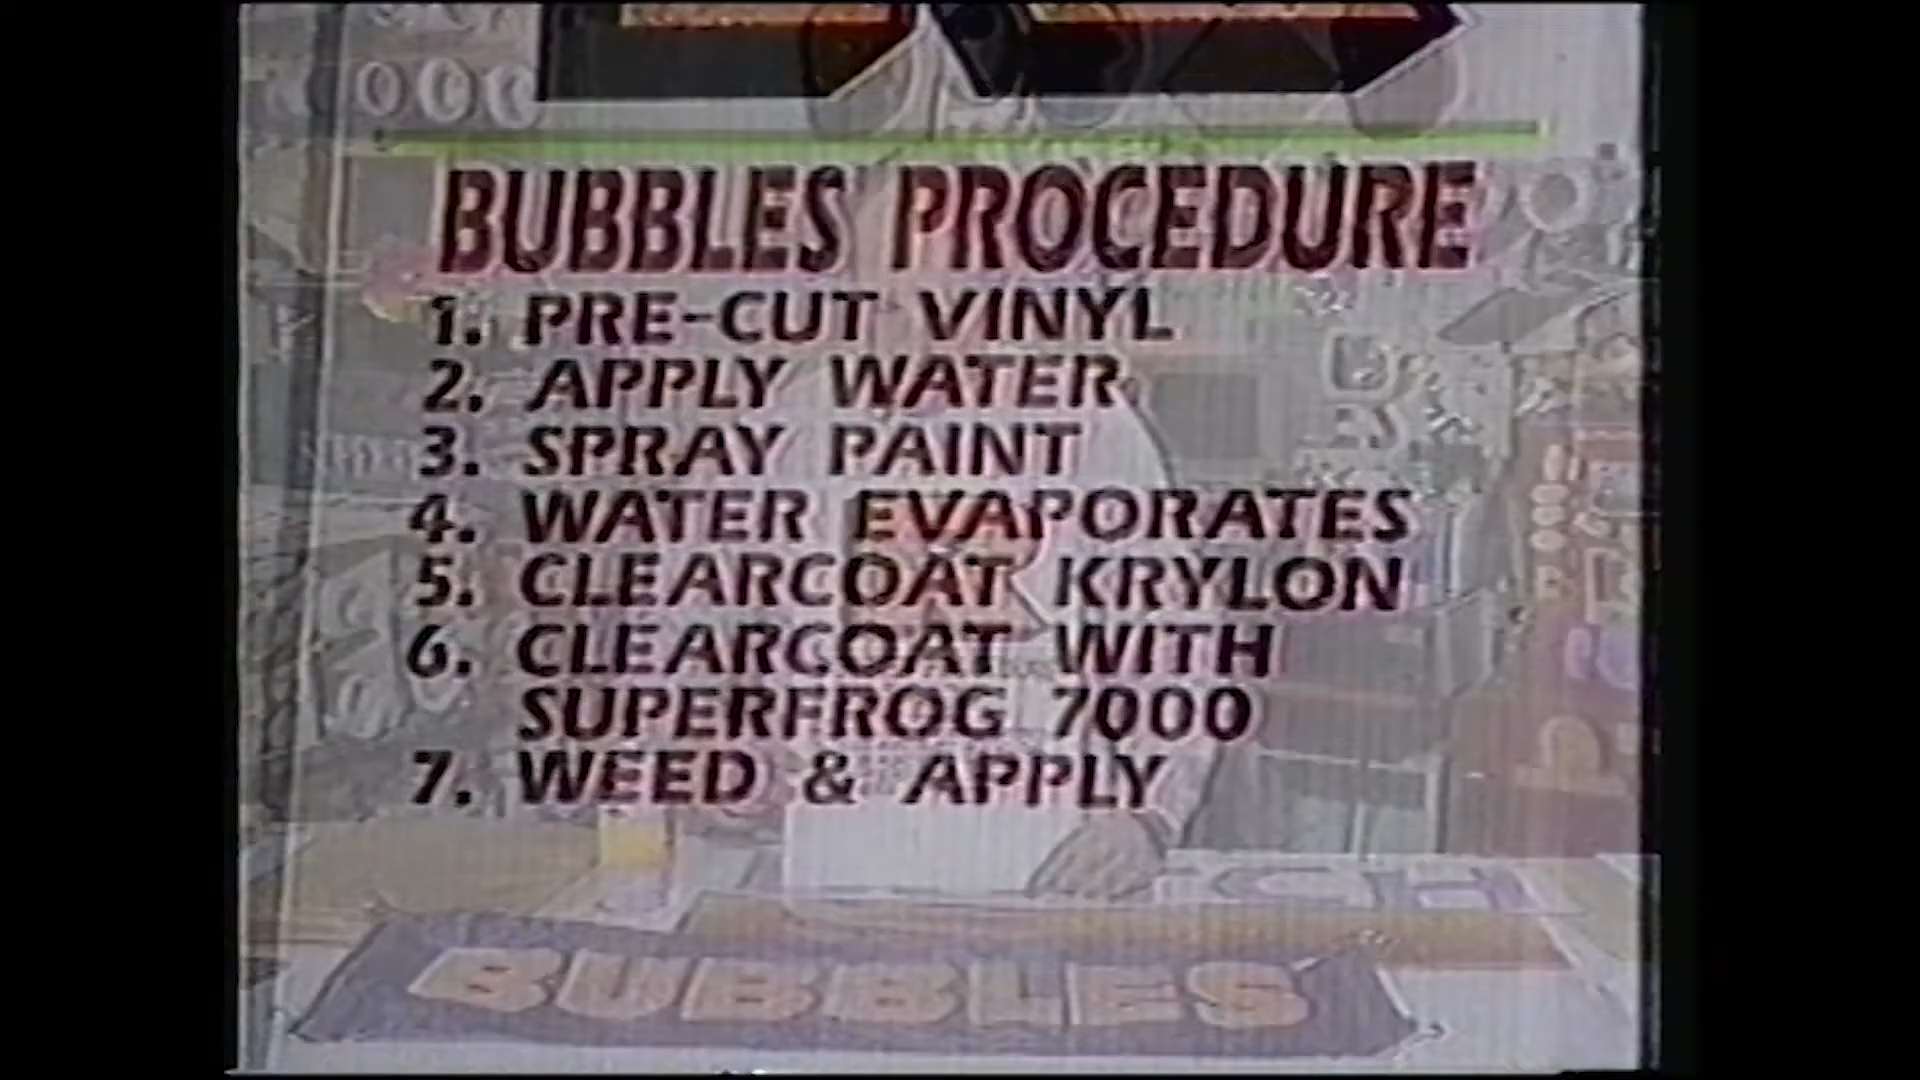 000
BUBBLES PROCEDURE
1. PRE-CUT VINYL
2. APPLY WATER
3. SPRAY PAINT
4. WATER EVAPORATES
5. CLEARCOAT KRYLON
6. CLEARCOAT WITH
SUPERFROG 7000
7. WEED & APPLY
BUBBLES